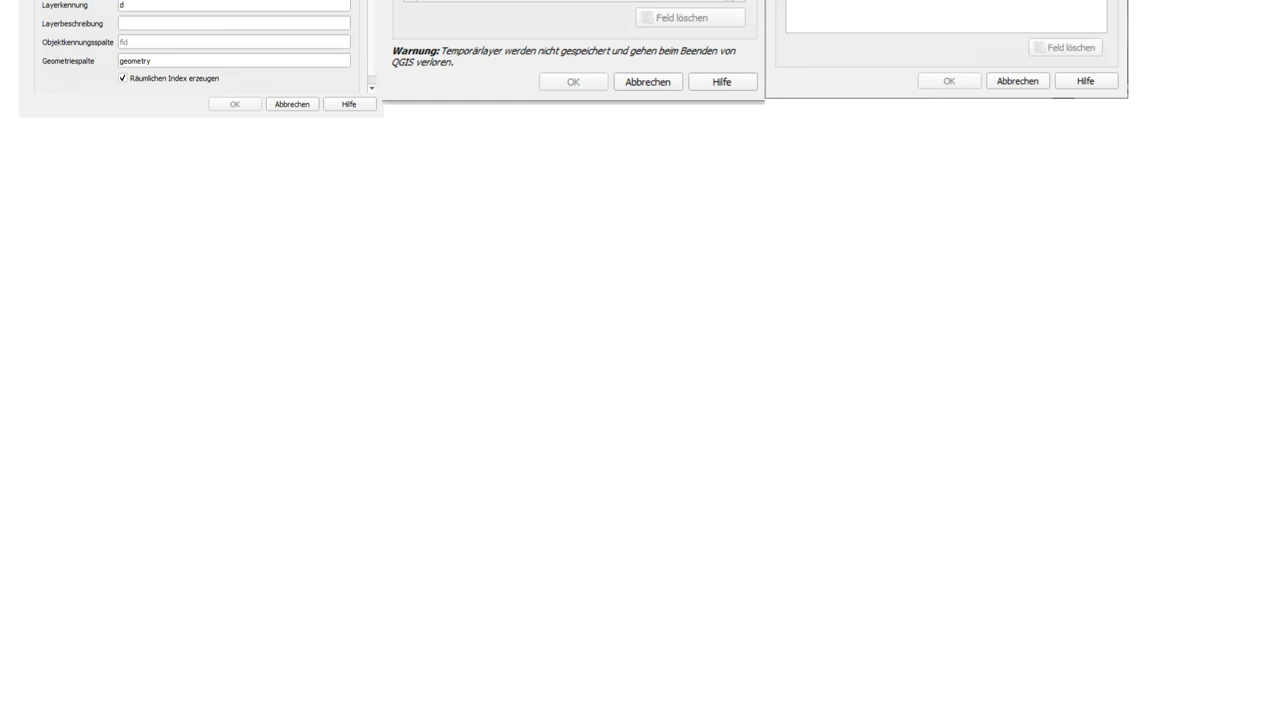 Layerkennung d
Layerbeschreibung
Objektkennungsspalte fid
Geometriespalte geometry
Räumlichen Index erzeugen
OK Abbrechen Hilfe
Feld löschen
Warnung: Temporärlayer werden nicht gespeichert und gehen beim Beenden von
QGIS verloren.
OK Abbrechen Hilfe
Feld löschen
OK Abbrechen Hilfe